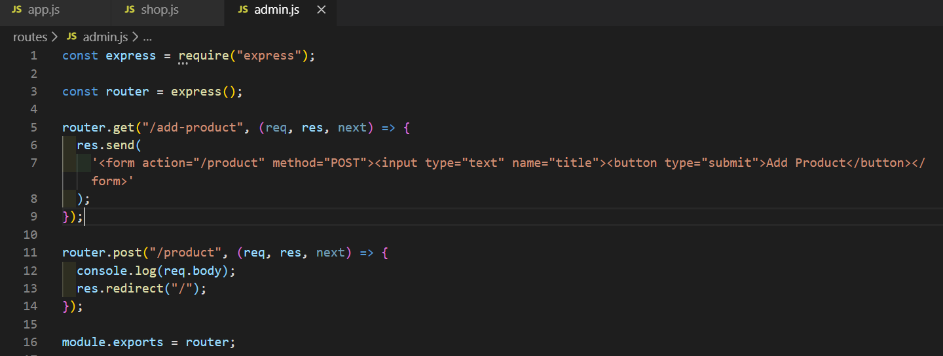 JS app.js JS shop.js JS admin.js ×
routes > JS admin.js > ...
1 const express = require("express");
2
3 const router = express();
4
5 router.get("/add-product", (req, res, next) => {
6 res.send(
7 '<form action="/product" method="POST"><input type="text" name="title"><button type="submit">Add Product</button></
form>'
8 );
9 });
10
11 router.post("/product", (req, res, next) => {
12 console.log(req.body);
13 res.redirect("/");
14 });
15
16 module.exports = router;